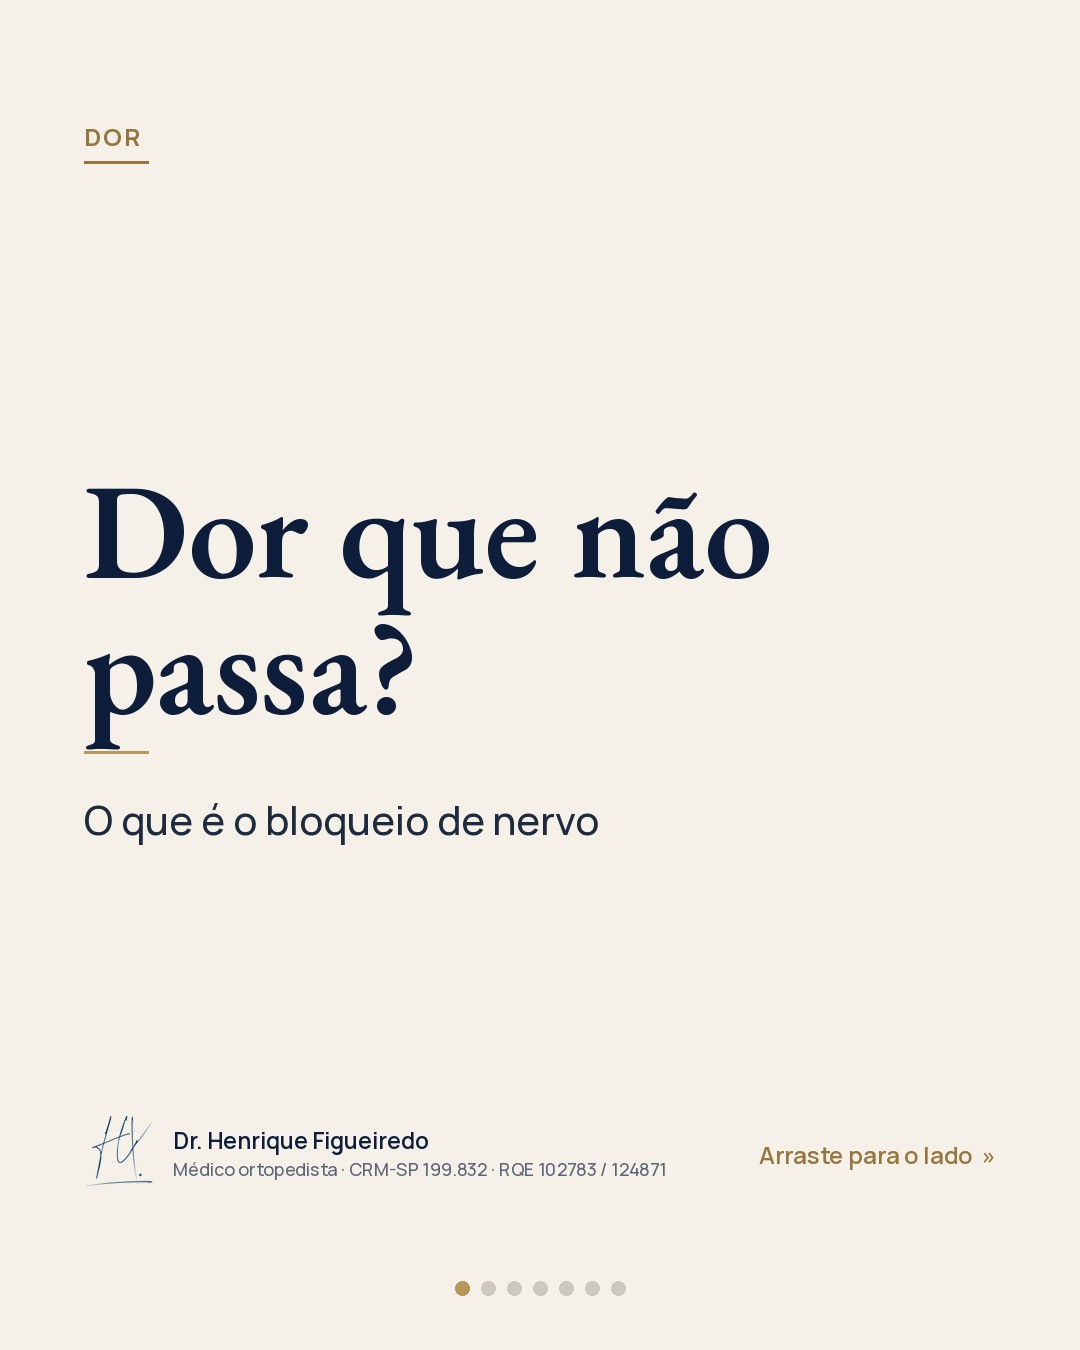 DOR
Dor que não
passa?
O que é o bloqueio de nervo
Dr. Henrique Figueiredo
Médico ortopedista · CRM-SP 199.832 · RQE 102783 / 124871
Arraste para o lado »